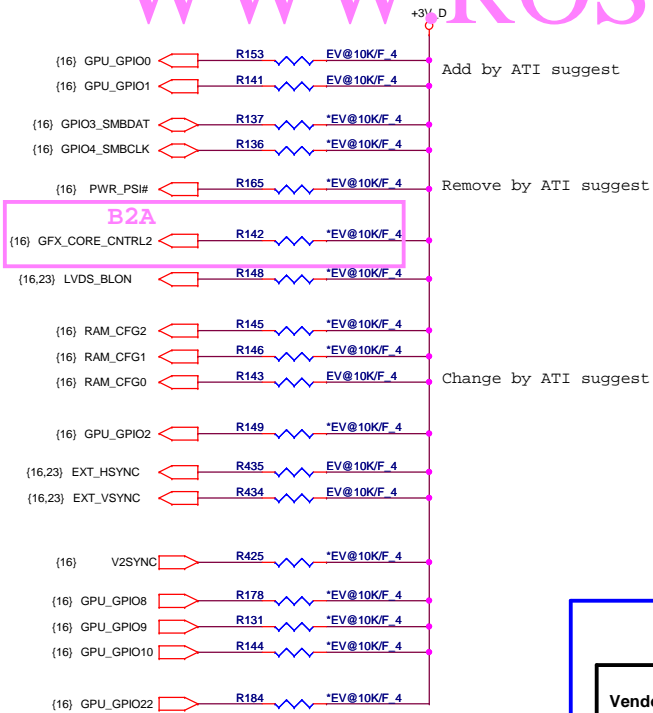 WWW.ROS
+3V_D
{16} GPU_GPIO0 R153 EV@10K/F_4
Add by ATI suggest
{16} GPU_GPIO1 R141 EV@10K/F_4
{16} GPIO3_SMBDAT R137 *EV@10K/F_4
{16} GPIO4_SMBCLK R136 *EV@10K/F_4
{16} PWR_PSI# R165 *EV@10K/F_4 Remove by ATI suggest
B2A
{16} GFX_CORE_CNTRL2 R142 *EV@10K/F_4
{16,23} LVDS_BLON R148 *EV@10K/F_4
{16} RAM_CFG2 R145 *EV@10K/F_4
{16} RAM_CFG1 R146 *EV@10K/F_4
{16} RAM_CFG0 R143 EV@10K/F_4 Change by ATI suggest
{16} GPU_GPIO2 R149 *EV@10K/F_4
{16,23} EXT_HSYNC R435 EV@10K/F_4
{16,23} EXT_VSYNC R434 EV@10K/F_4
{16} V2SYNC R425 *EV@10K/F_4
{16} GPU_GPIO8 R178 *EV@10K/F_4
{16} GPU_GPIO9 R131 *EV@10K/F_4
{16} GPU_GPIO10 R144 *EV@10K/F_4
{16} GPU_GPIO22 R184 *EV@10K/F_4